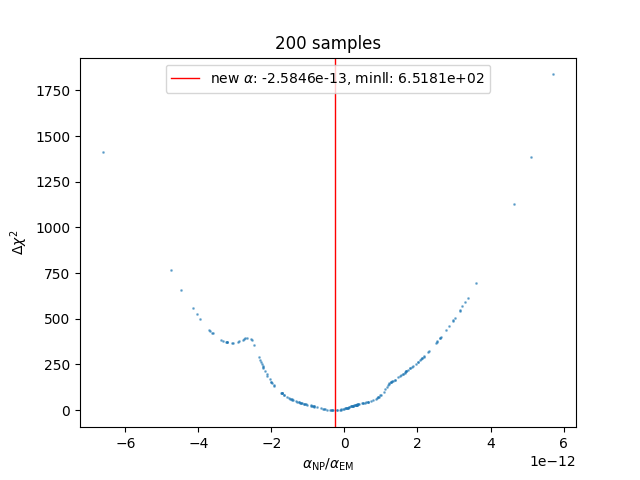 200 samples
new α: -2.5846e-13, minll: 6.5181e+02
1750
1500
1250
1000
750
500
250
0
Δχ²
−6 −4 −2 0 2 4 6
1e−12
α_NP/α_EM